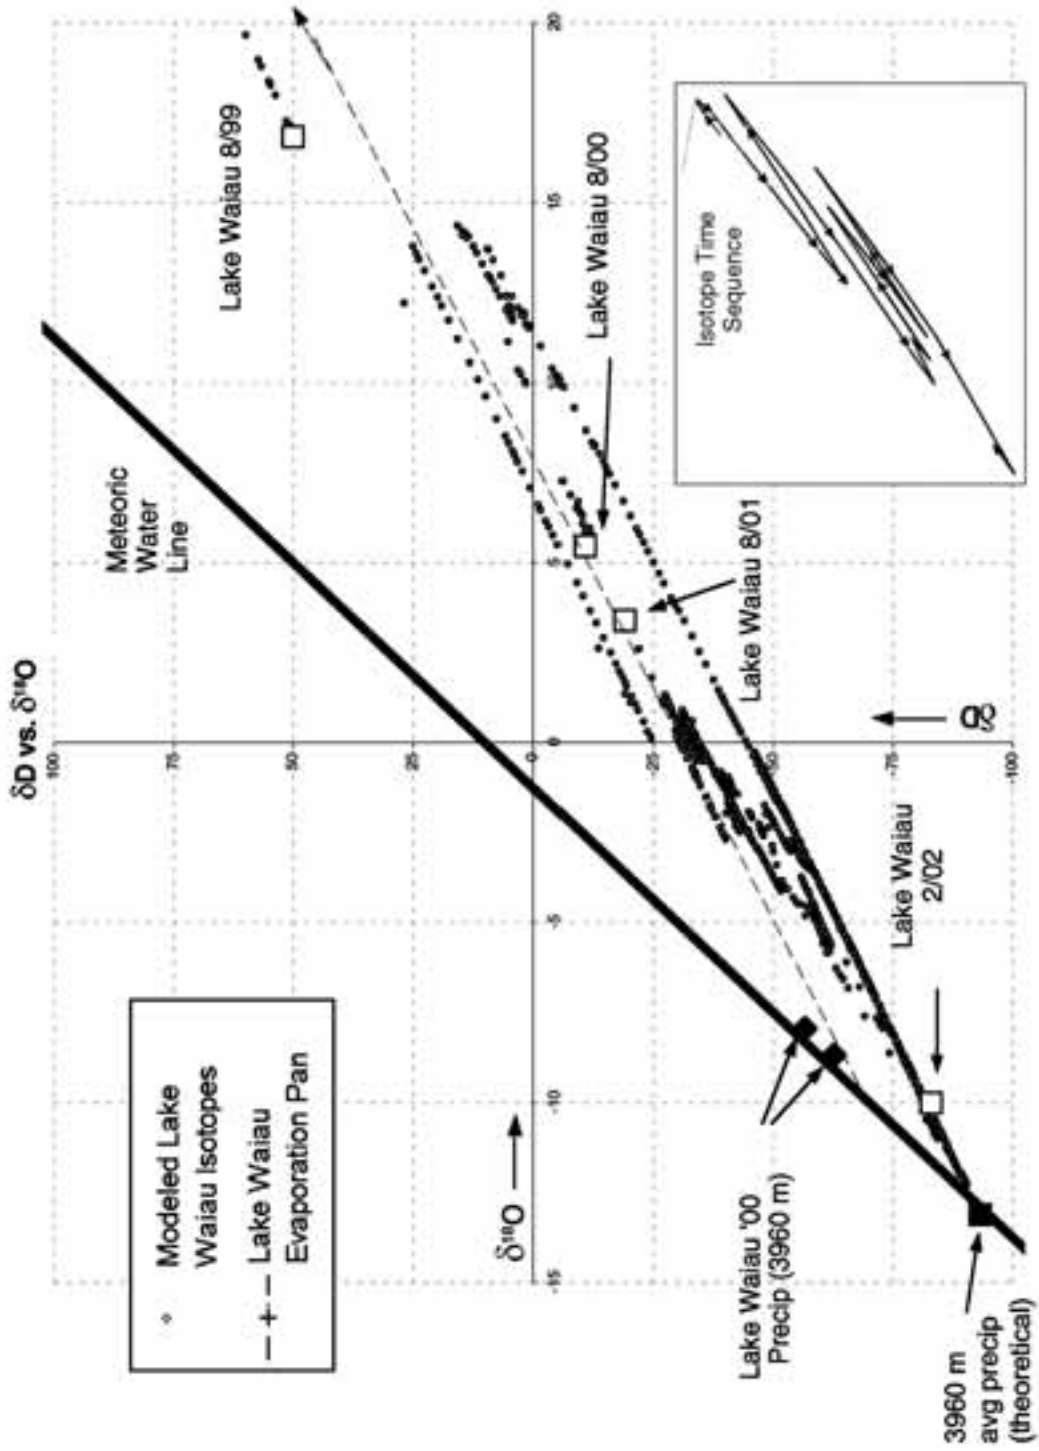 δD vs. δ¹⁸O
Modeled Lake
Waiau Isotopes
Lake Waiau
Evaporation Pan
Meteoric
Water
Line
Lake Waiau 8/99
Lake Waiau 8/00
Lake Waiau 8/01
Lake Waiau
2/02
Lake Waiau '00
Precip (3960 m)
3960 m
avg precip
(theoretical)
Isotope Time
Sequence
δ¹⁸O
100
75
50
25
0
-25
-50
-75
-100
-15
-10
-5
0
5
15
20